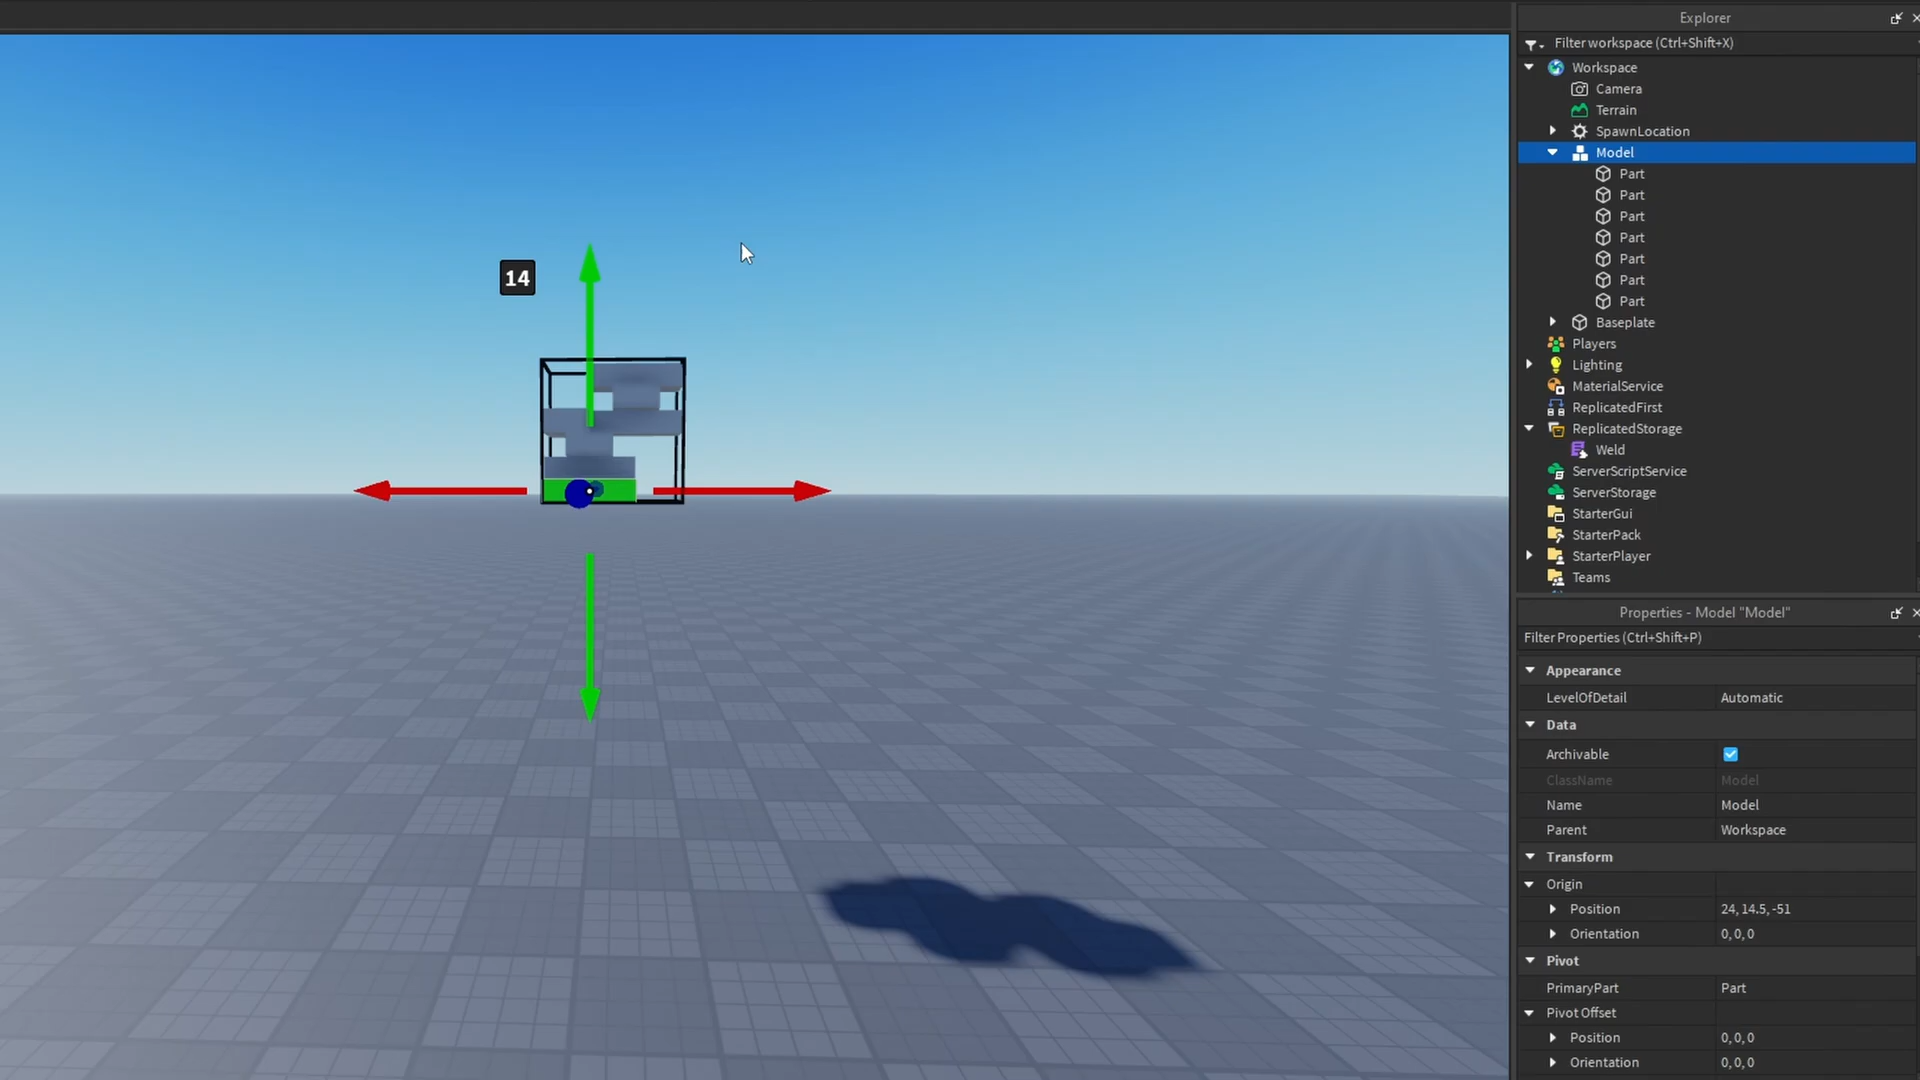 Explorer
Filter workspace (Ctrl+Shift+X)
Workspace
Camera
Terrain
SpawnLocation
Model
Part
Part
Part
Part
Part
Part
Part
Baseplate
Players
Lighting
MaterialService
ReplicatedFirst
ReplicatedStorage
Weld
ServerScriptService
ServerStorage
StarterGui
StarterPack
StarterPlayer
Teams
14
Properties - Model "Model"
Filter Properties (Ctrl+Shift+P)
Appearance
LevelOfDetail Automatic
Data
Archivable
ClassName Model
Name Model
Parent Workspace
Transform
Origin
Position 24, 14.5, -51
Orientation 0, 0, 0
Pivot
PrimaryPart Part
Pivot Offset
Position 0, 0, 0
Orientation 0, 0, 0